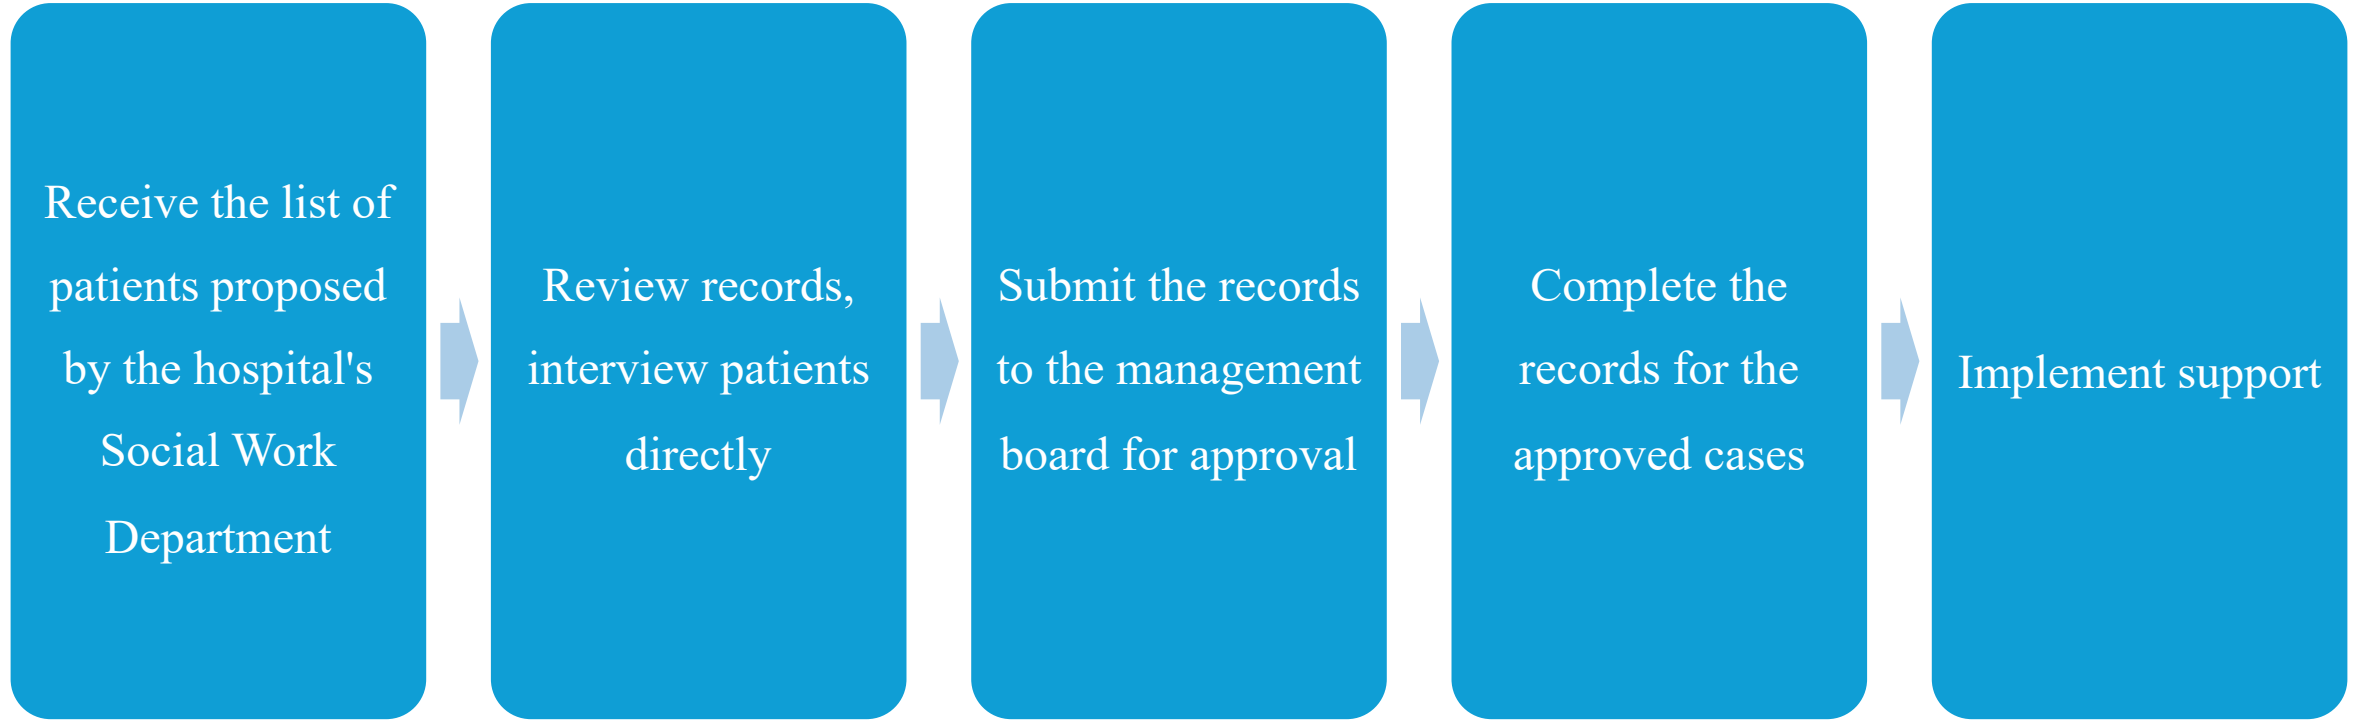 Receive the list of
patients proposed
by the hospital's
Social Work
Department
Review records,
interview patients
directly
Submit the records
to the management
board for approval
Complete the
records for the
approved cases
Implement support